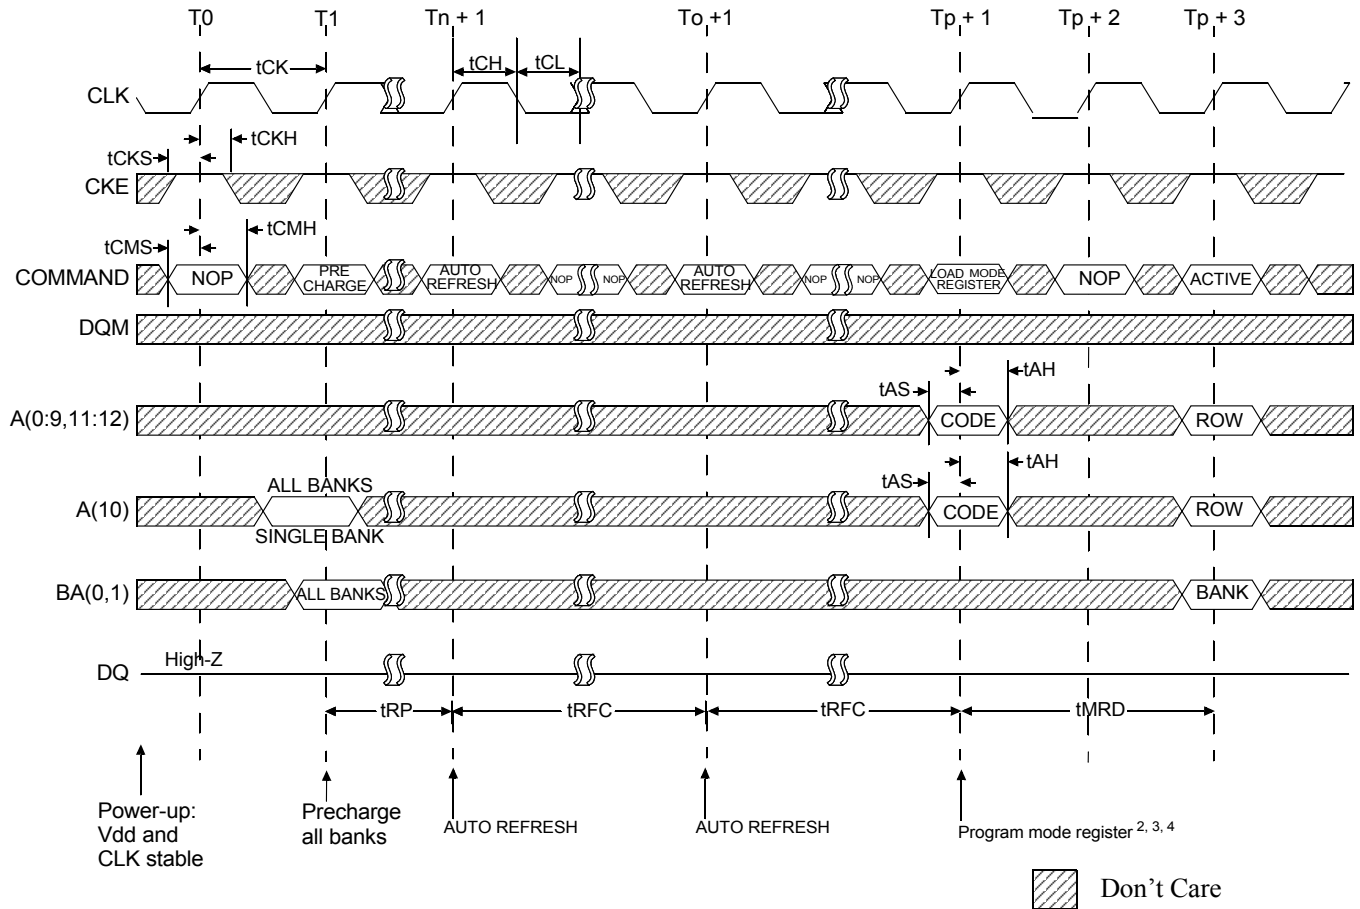 T0 T1 Tn + 1 To +1 Tp + 1 Tp + 2 Tp + 3
tCK tCH tCL
CLK
tCKH
tCKS
CKE
tCMH
tCMS
COMMAND NOP PRE CHARGE AUTO REFRESH NOP NOP AUTO REFRESH NOP NOP LOAD MODE REGISTER NOP ACTIVE
DQM
tAH
tAS
A(0:9,11:12) CODE ROW
tAH
ALL BANKS tAS
A(10) CODE ROW
SINGLE BANK
BA(0,1) ALL BANKS BANK
High-Z
DQ
tRP tRFC tRFC tMRD
Power-up:
Vdd and
CLK stable
Precharge
all banks
AUTO REFRESH
AUTO REFRESH
Program mode register 2, 3, 4
Don't Care